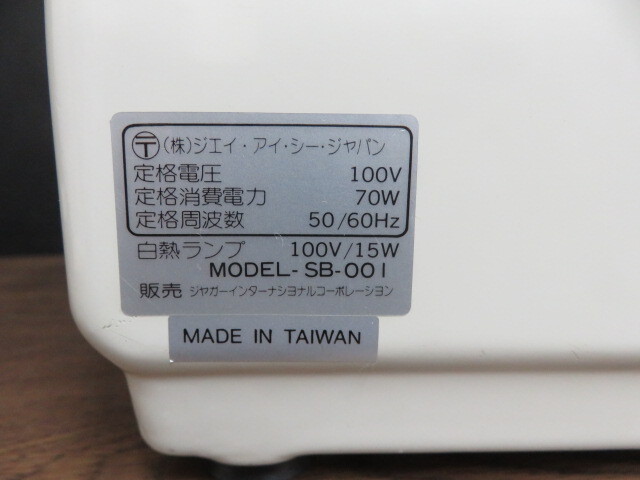 〒(株)ジエイ・アイ・シー・ジャパン
定格電圧 100V
定格消費電力 70W
定格周波数 50/60Hz
白熱ランプ 100V/15W
MODEL-SB-001
販売 ジャガーインターナショナルコーポレーション
MADE IN TAIWAN